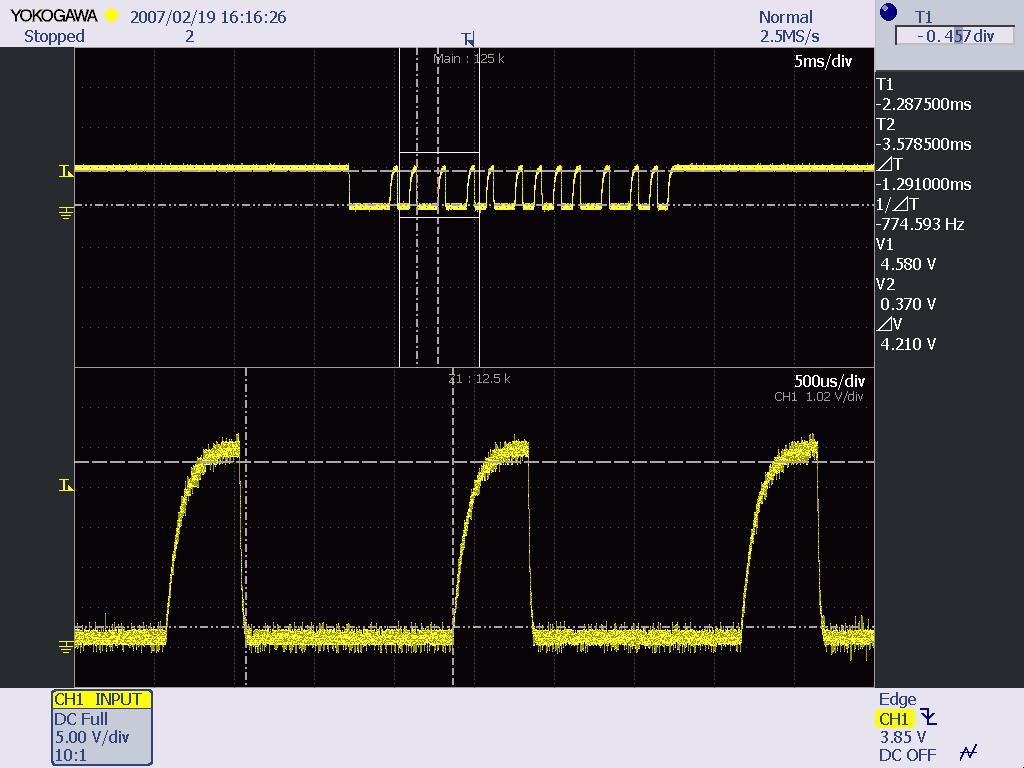 YOKOGAWA 2007/02/19 16:16:26 Normal T1
Stopped 2 T 2.5MS/s -0.457div
Main : 125 k 5ms/div
T1
-2.287500ms
T2
-3.578500ms
⊿T
-1.291000ms
1/⊿T
-774.593 Hz
V1
4.580 V
V2
0.370 V
⊿V
4.210 V
Z1 : 12.5 k 500us/div
CH1 1.02 V/div
CH1 INPUT
DC Full
5.00 V/div
10:1
Edge
CH1
3.85 V
DC OFF